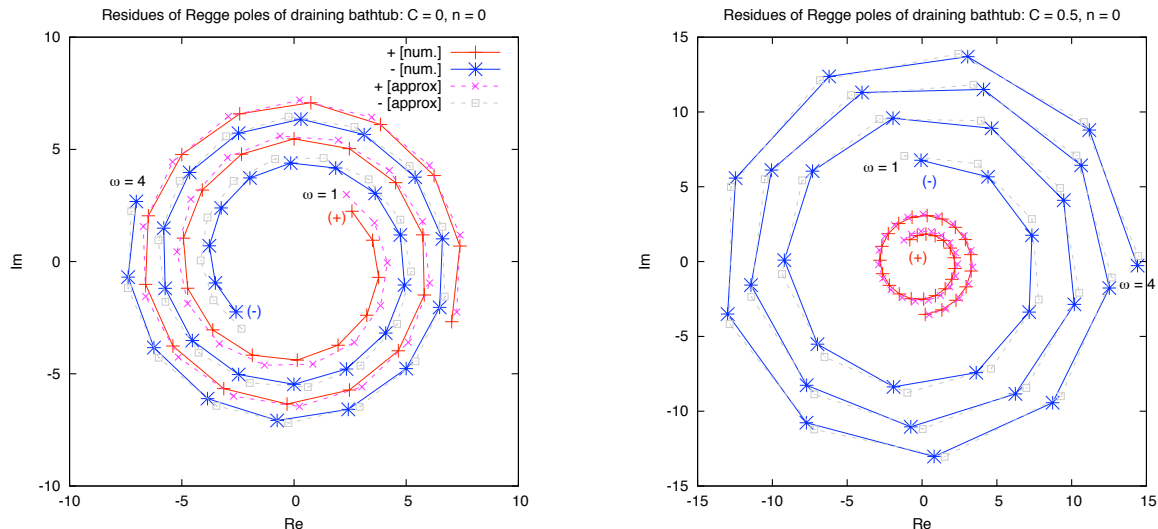 Residues of Regge poles of draining bathtub: C = 0, n = 0
10
5
0
-5
-10
-10
-5
0
5
10
Im
Re
+ [num.]
- [num.]
+ [approx]
- [approx]
ω = 4
ω = 1
(+)
(-)
Residues of Regge poles of draining bathtub: C = 0.5, n = 0
15
10
5
0
-5
-10
-15
-15
-10
-5
0
5
10
15
Im
Re
ω = 1
(-)
(+)
ω = 4